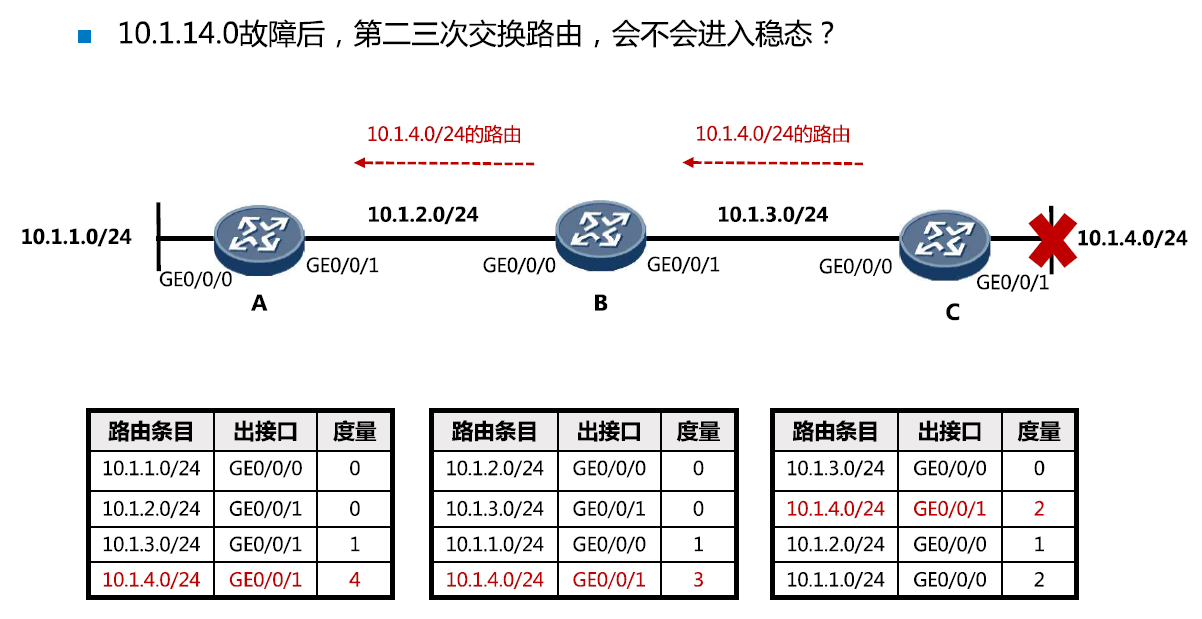 10.1.14.0故障后，第二三次交换路由，会不会进入稳态？
10.1.4.0/24的路由 10.1.4.0/24的路由
10.1.2.0/24 10.1.3.0/24
10.1.1.0/24 10.1.4.0/24
GE0/0/0 GE0/0/1 GE0/0/0 GE0/0/1 GE0/0/0 GE0/0/1
A B C
路由条目 出接口 度量
10.1.1.0/24 GE0/0/0 0
10.1.2.0/24 GE0/0/1 0
10.1.3.0/24 GE0/0/1 1
10.1.4.0/24 GE0/0/1 4
路由条目 出接口 度量
10.1.2.0/24 GE0/0/0 0
10.1.3.0/24 GE0/0/1 0
10.1.1.0/24 GE0/0/0 1
10.1.4.0/24 GE0/0/1 3
路由条目 出接口 度量
10.1.3.0/24 GE0/0/0 0
10.1.4.0/24 GE0/0/1 2
10.1.2.0/24 GE0/0/0 1
10.1.1.0/24 GE0/0/0 2